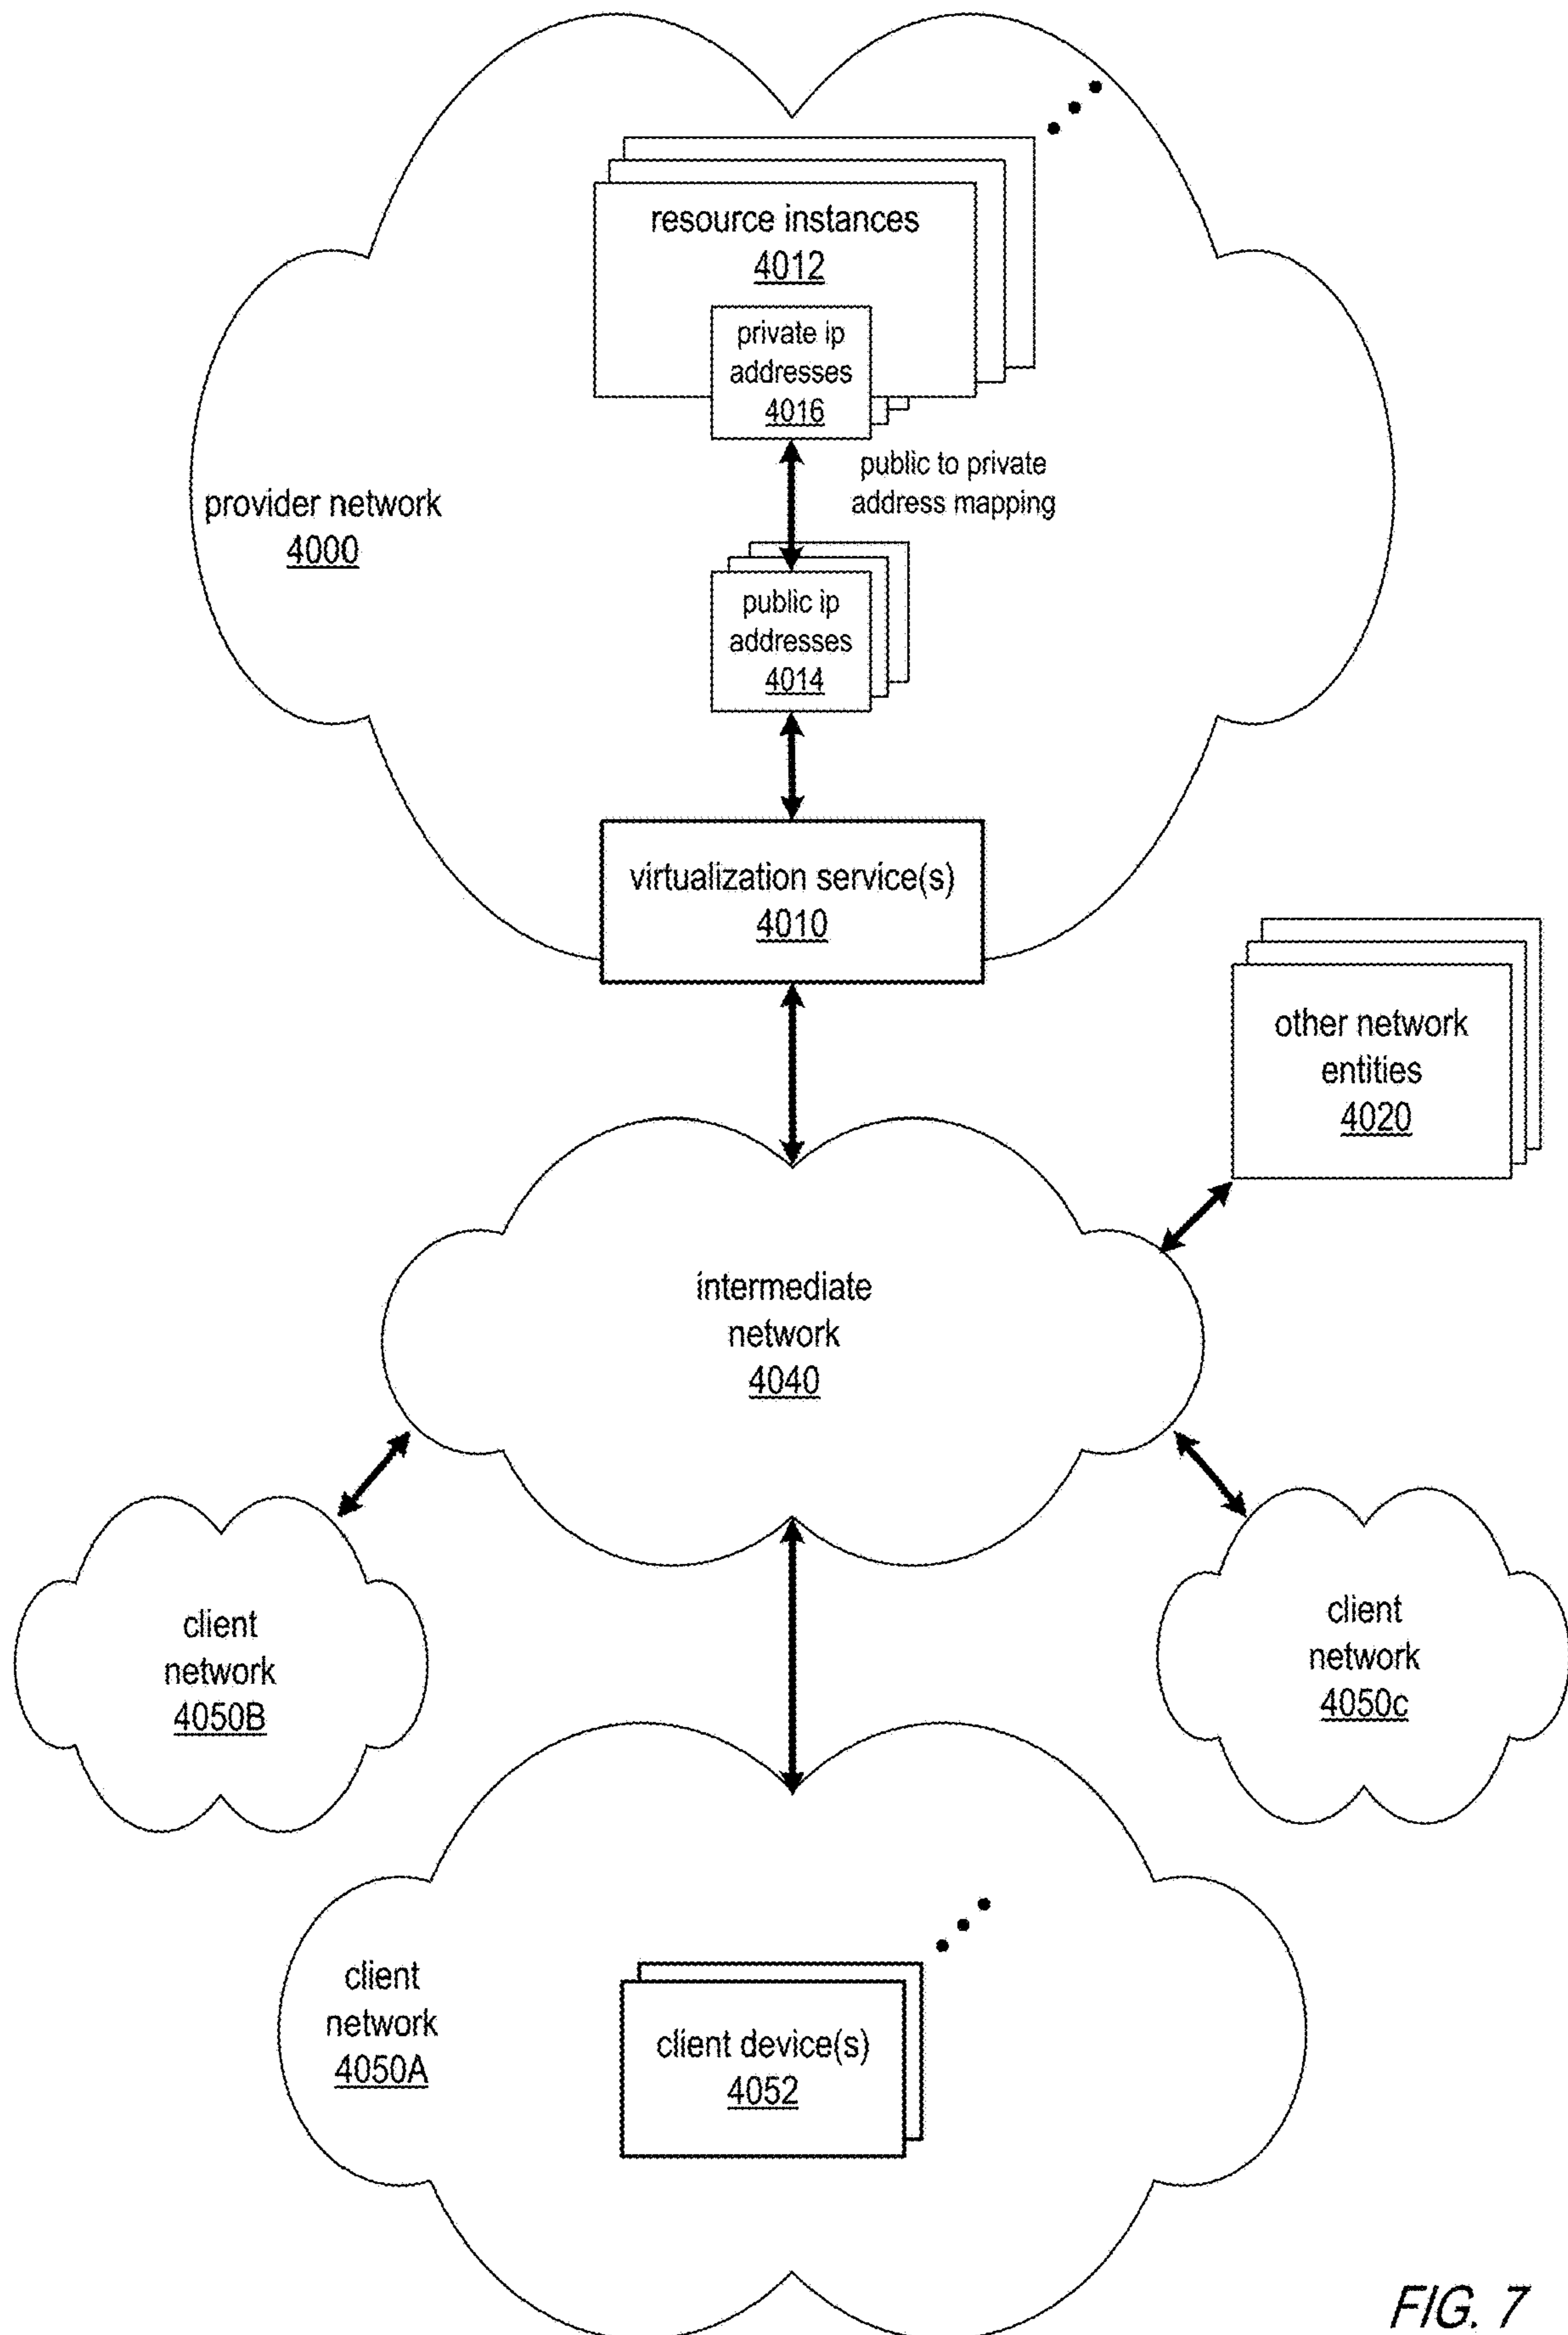 resource instances
4012
private ip
addresses
4016
public to private
address mapping
provider network
4000
public ip
addresses
4014
virtualization service(s)
4010
other network
entities
4020
intermediate
network
4040
client
network
4050B
client
network
4050c
client
network
4050A
client device(s)
4052
FIG. 7